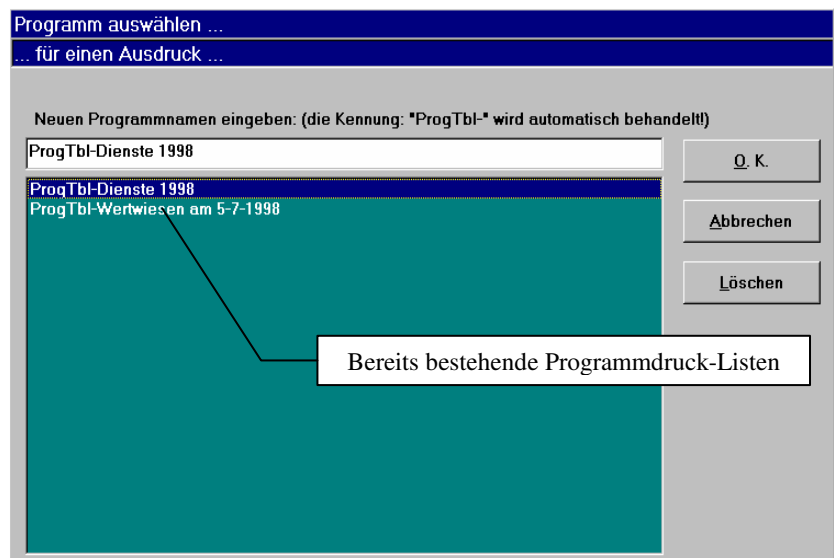 Programm auswählen ...
... für einen Ausdruck ...
Neuen Programmnamen eingeben: (die Kennung: "ProgTbl-" wird automatisch behandelt!)
ProgTbl-Dienste 1998
O. K.
ProgTbl-Dienste 1998
ProgTbl-Wertwiesen am 5-7-1998
Abbrechen
Löschen
Bereits bestehende Programmdruck-Listen